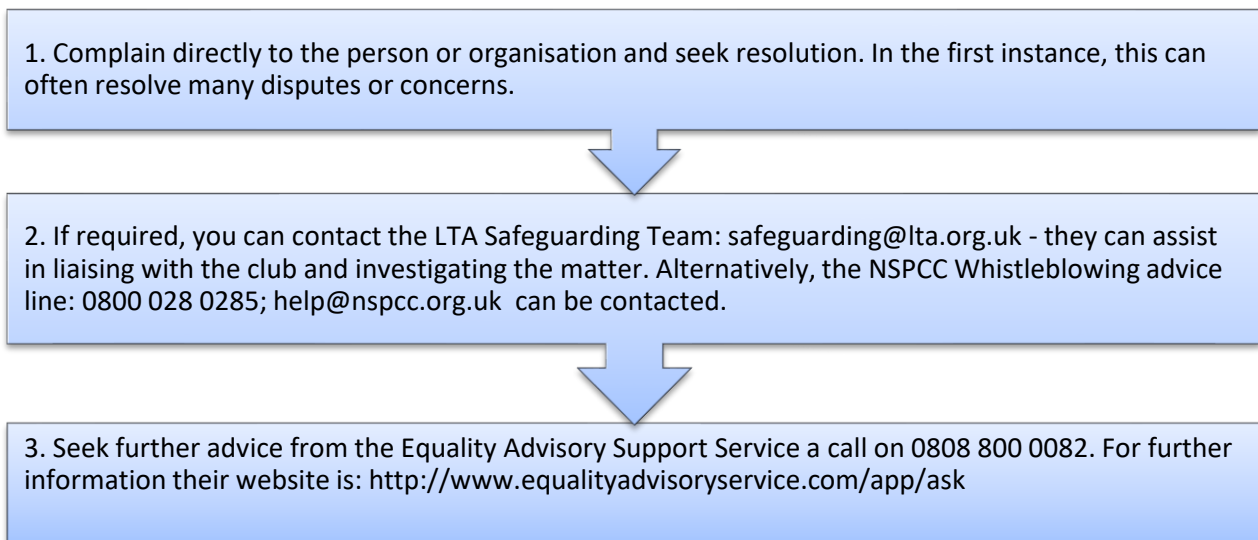 1. Complain directly to the person or organisation and seek resolution. In the first instance, this can
often resolve many disputes or concerns.
2. If required, you can contact the LTA Safeguarding Team: safeguarding@lta.org.uk - they can assist
in liaising with the club and investigating the matter. Alternatively, the NSPCC Whistleblowing advice
line: 0800 028 0285; help@nspcc.org.uk  can be contacted.
3. Seek further advice from the Equality Advisory Support Service a call on 0808 800 0082. For further
information their website is: http://www.equalityadvisoryservice.com/app/ask